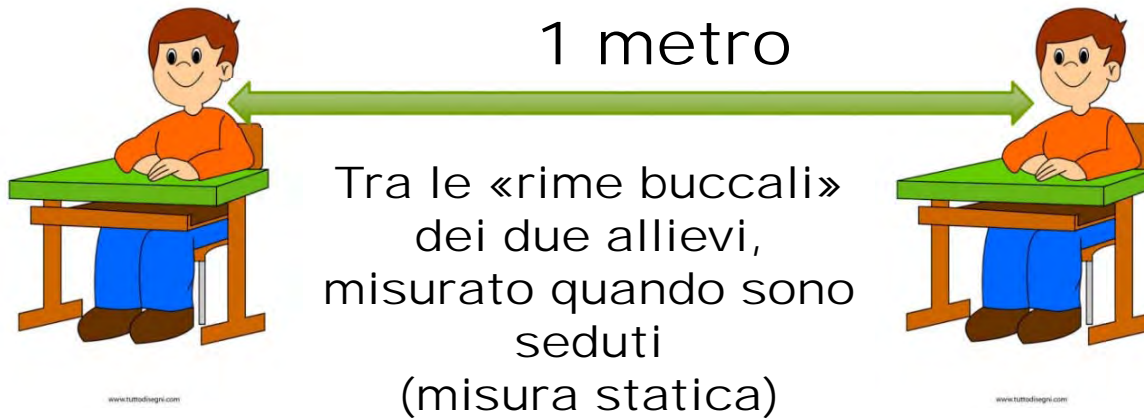 1 metro
Tra le «rime buccali»
dei due allievi,
misurato quando sono
seduti
(misura statica)
www.tuttodisegni.com
www.tuttodisegni.com